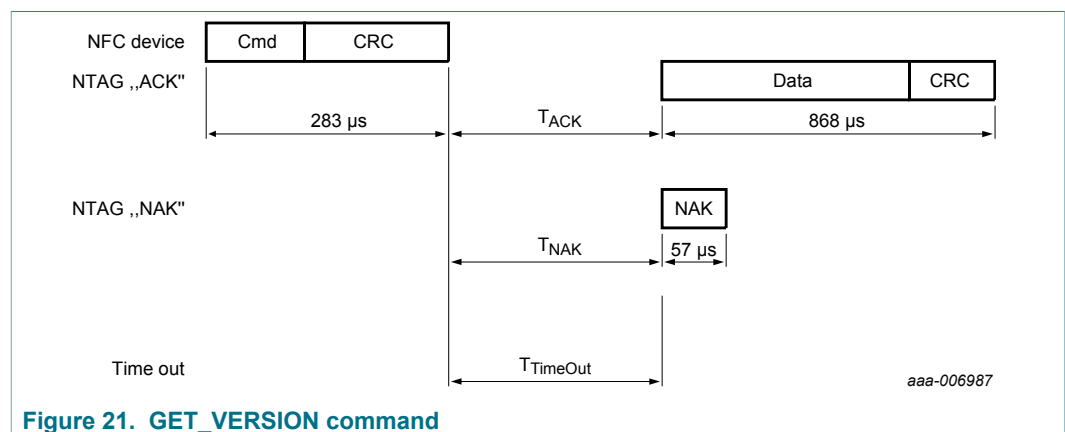 NFC device Cmd CRC
NTAG ,,ACK" Data CRC
283 µs TACK 868 µs
NTAG ,,NAK" NAK
TNAK 57 µs
Time out TTimeOut aaa-006987
Figure 21. GET_VERSION command